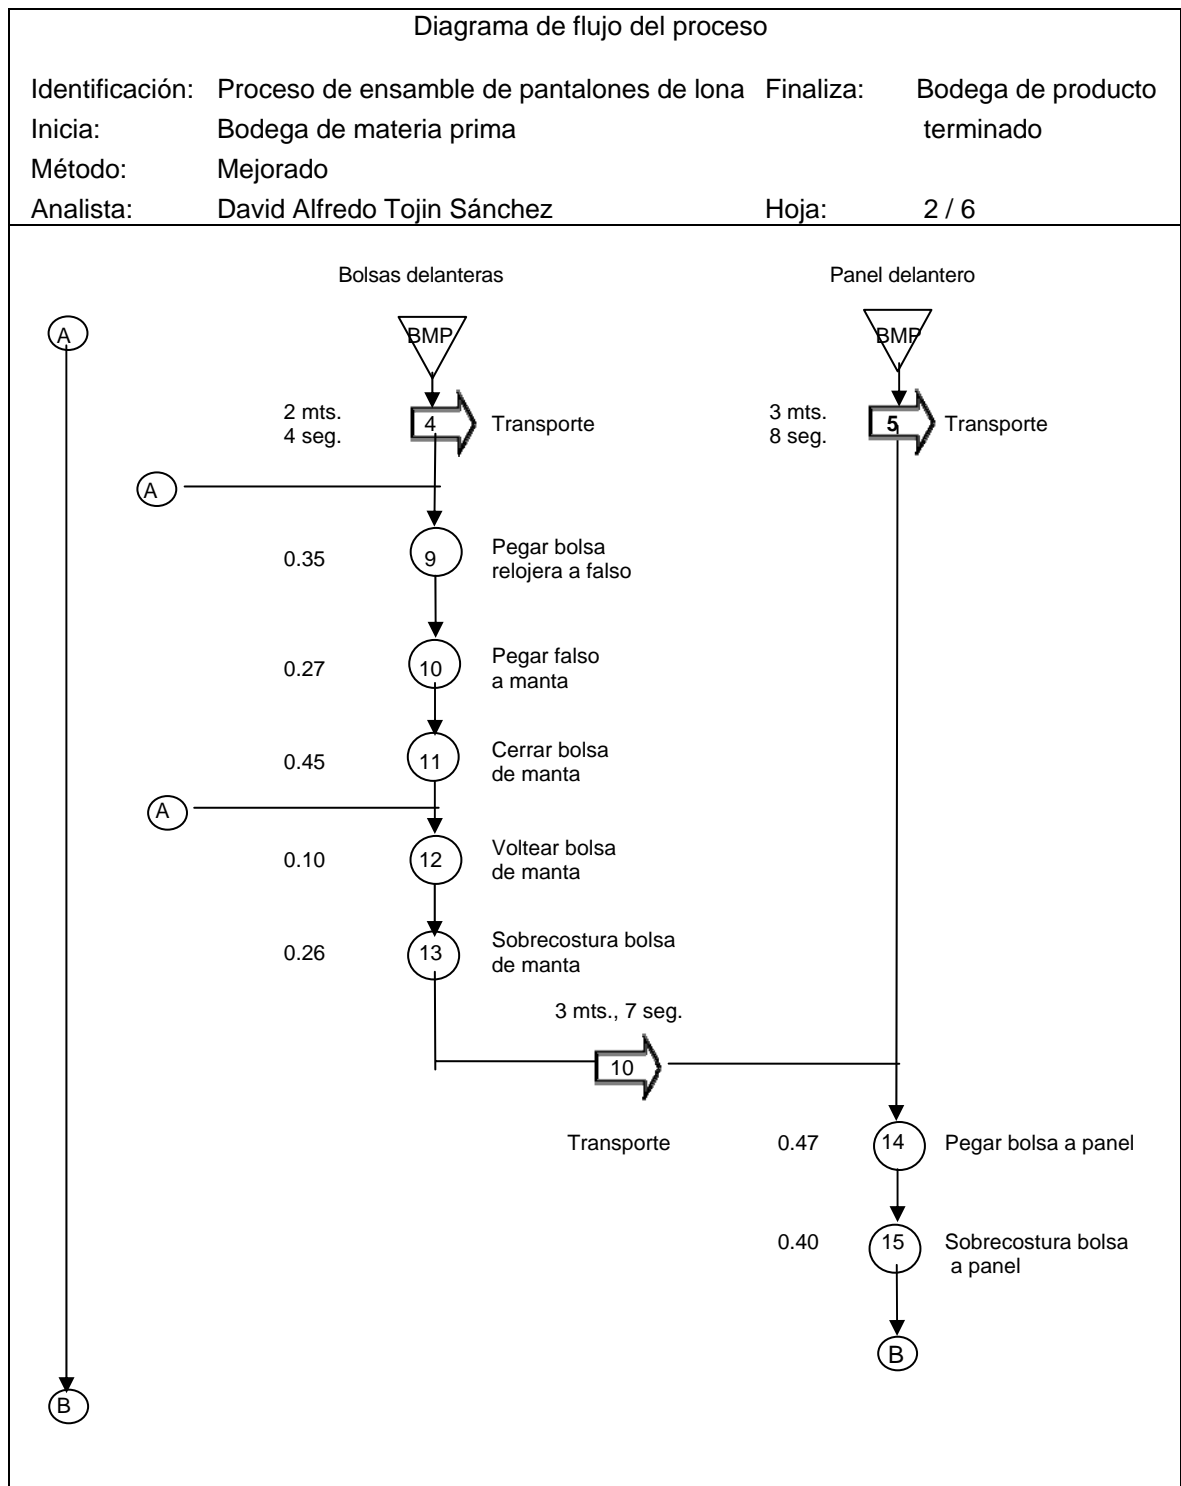 Diagrama de flujo del proceso
Identificación: Proceso de ensamble de pantalones de lona Finaliza: Bodega de producto
Inicia: Bodega de materia prima terminado
Método: Mejorado
Analista: David Alfredo Tojin Sánchez Hoja: 2 / 6
Bolsas delanteras Panel delantero
A BMP BMP
2 mts.
4 seg.
4 Transporte
3 mts.
8 seg.
5 Transporte
A
0.35 9 Pegar bolsa
relojera a falso
0.27 10 Pegar falso
a manta
0.45 11 Cerrar bolsa
de manta
A
0.10 12 Voltear bolsa
de manta
0.26 13 Sobrecostura bolsa
de manta
3 mts., 7 seg.
10
Transporte 0.47 14 Pegar bolsa a panel
0.40 15 Sobrecostura bolsa
a panel
B
B